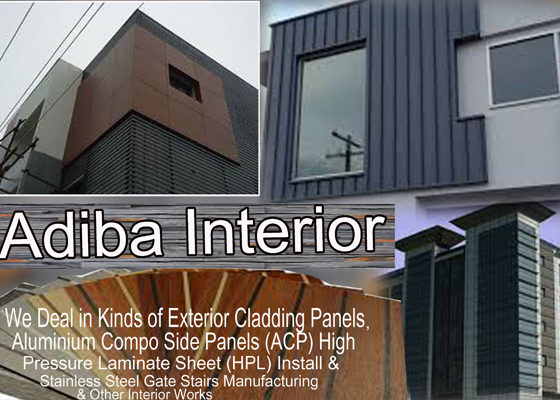 Adiba Interior
We Deal in Kinds of Exterior Cladding Panels,
Aluminium Compo Side Panels (ACP) High
Pressure Laminate Sheet (HPL) Install &
Stainless Steel Gate Stairs Manufacturing
& Other Interior Works